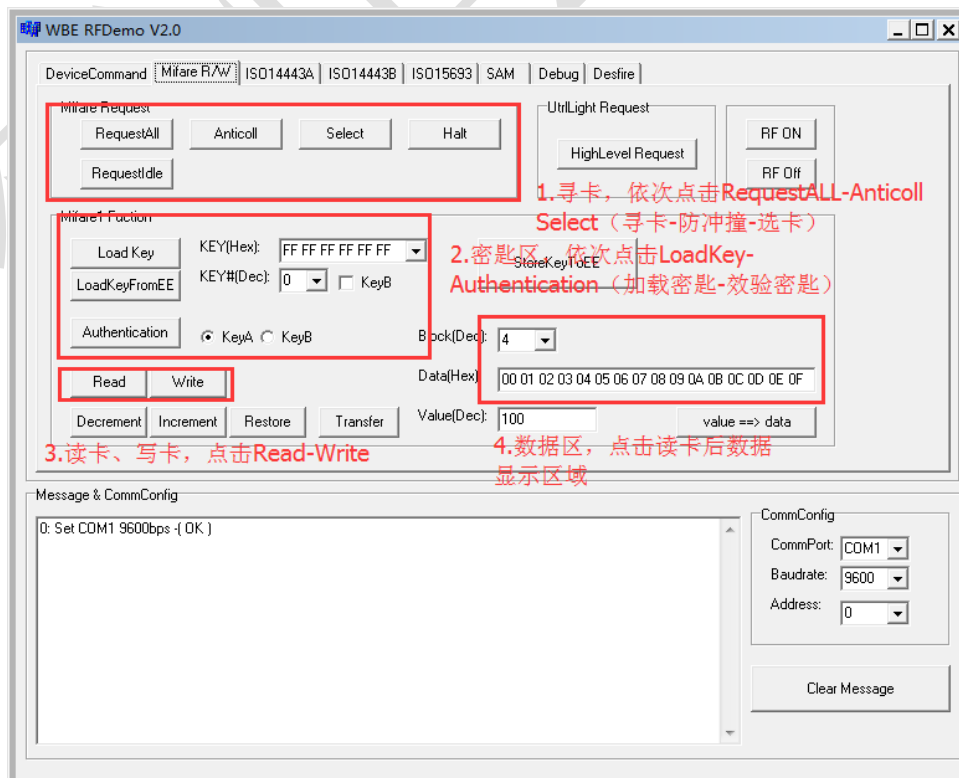 WBE RFDemo V2.0
DeviceCommand Mifare R/W ISO14443A ISO14443B ISO15693 SAM Debug Desfire
Mifare Request
RequestAll Anticoll Select Halt
RequestIdle
UtrlLight Request
HighLevel Request
RF ON
RF Off
1.寻卡，依次点击RequestALL-Anticoll
Select（寻卡-防冲撞-选卡）
Mifare1 Fuction
Load Key KEY(Hex): FF FF FF FF FF FF
LoadKeyFromEE KEY#(Dec): 0 KeyB
StoreKeyToEE
2.密匙区，依次点击LoadKey-
Authentication（加载密匙-效验密匙）
Authentication KeyA KeyB
Block(Dec): 4
Read Write
Data(Hex) 00 01 02 03 04 05 06 07 08 09 0A 0B 0C 0D 0E 0F
Decrement Increment Restore Transfer
Value(Dec): 100 value ==> data
3.读卡、写卡，点击Read-Write
4.数据区，点击读卡后数据
显示区域
Message & CommConfig
0: Set COM1 9600bps -( OK )
CommConfig
CommPort: COM1
Baudrate: 9600
Address: 0
Clear Message